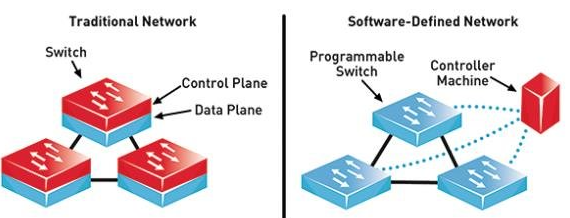 Traditional Network
Switch
Control Plane
Data Plane
Software-Defined Network
Programmable
Switch
Controller
Machine